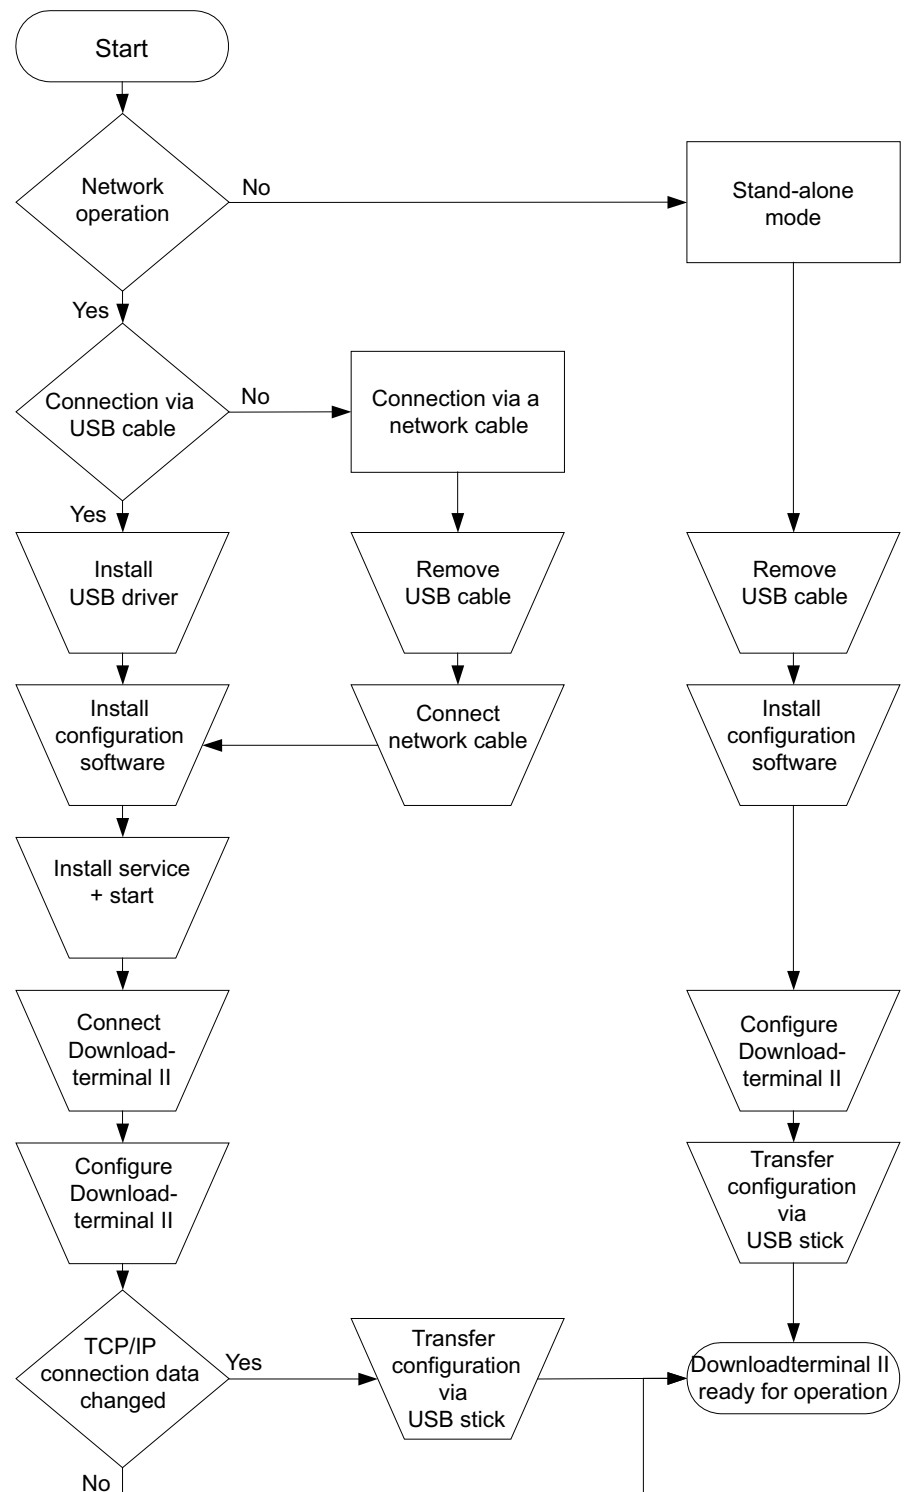 Start
Network
operation
No
Stand-alone
mode
Yes
Connection via
USB cable
No
Connection via a
network cable
Yes
Install
USB driver
Remove
USB cable
Remove
USB cable
Install
configuration
software
Connect
network cable
Install
configuration
software
Install service
+ start
Connect
Download-
terminal II
Configure
Download-
terminal II
Configure
Download-
terminal II
Transfer
configuration
via
USB stick
TCP/IP
connection data
changed
Yes
Transfer
configuration
via
USB stick
Downloadterminal II
ready for operation
No